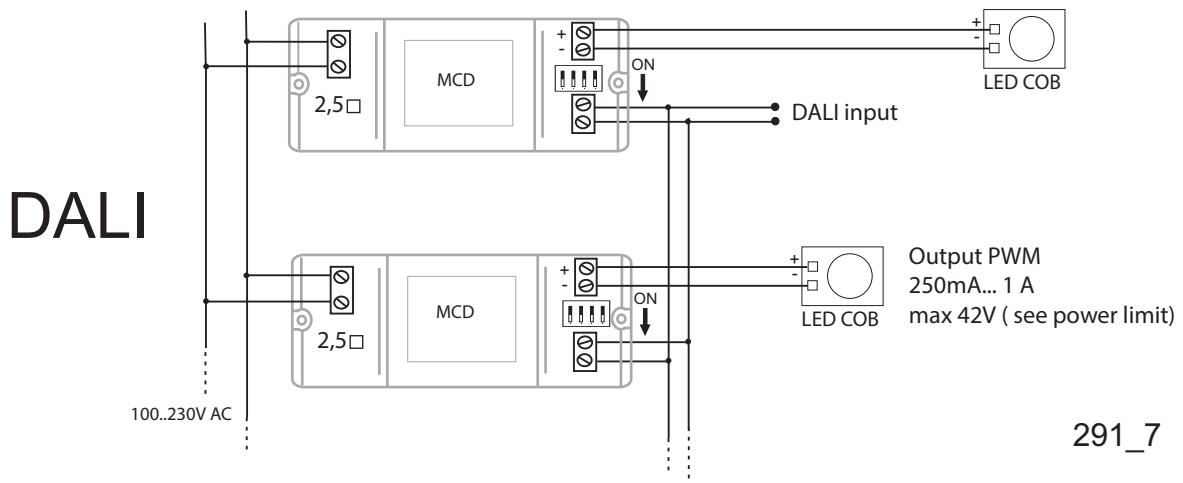 +
-
MCD
ON
2,5□
+
-
LED COB
DALI input
DALI
+
-
MCD
ON
2,5□
+
-
LED COB
Output PWM
250mA... 1 A
max 42V ( see power limit)
100..230V AC
291_7